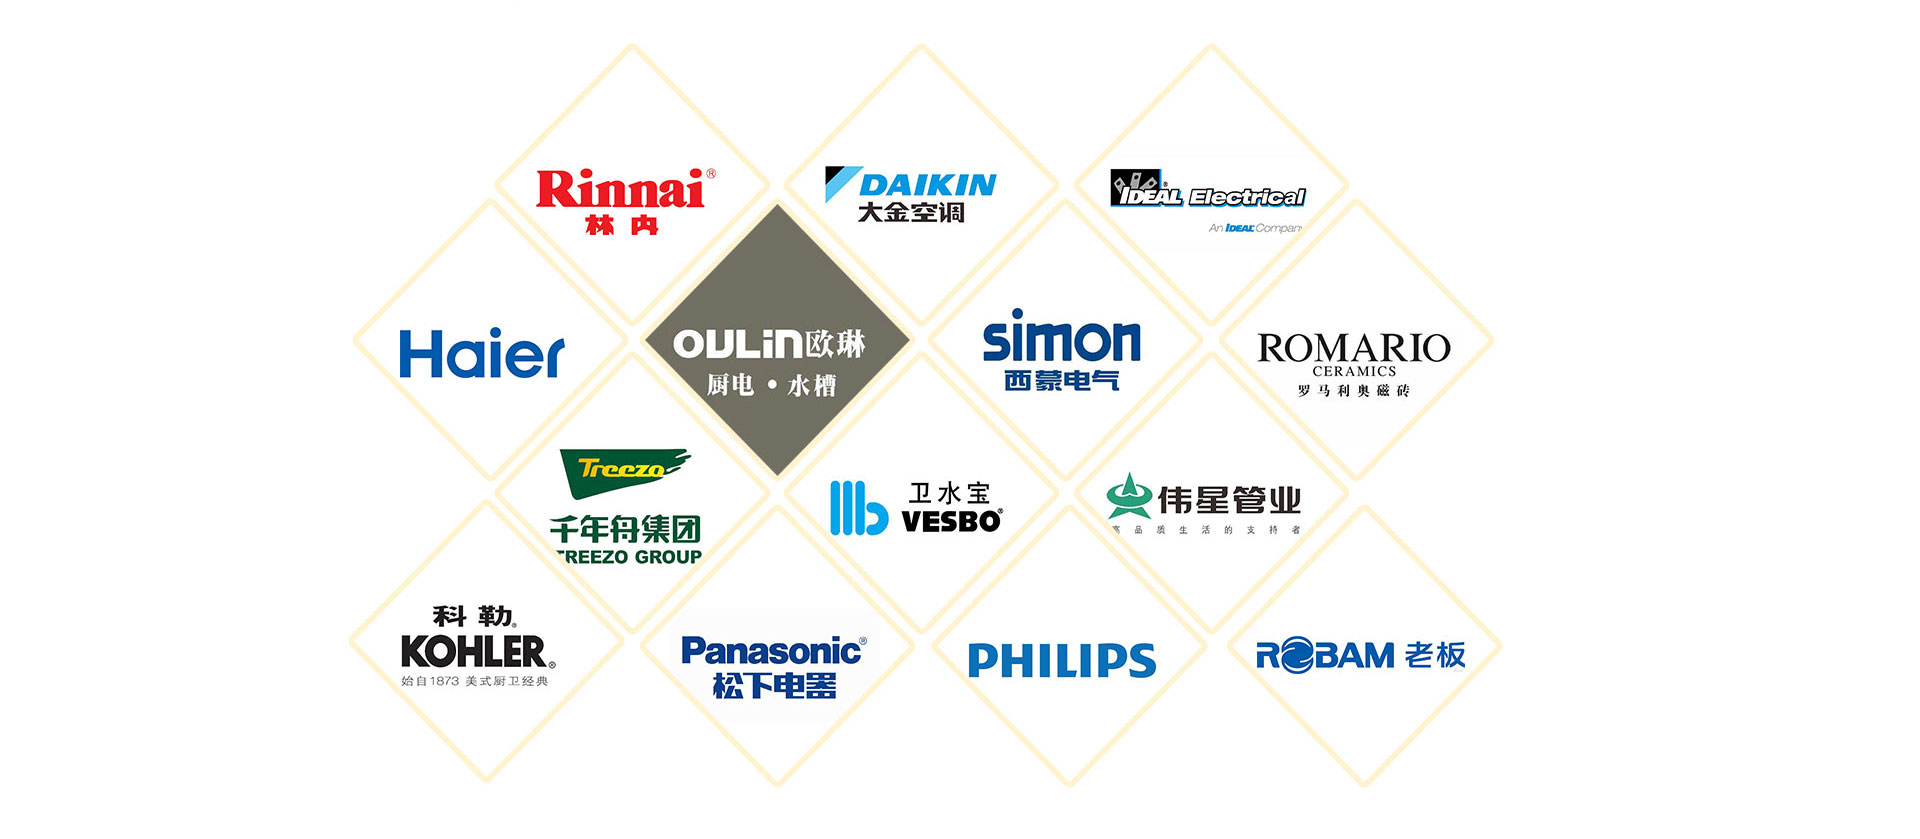 Rinnai®
林内
DAIKIN
大金空调
IDEAL® Electrical
An IDEAL Company
Haier
OULin欧琳
厨电·水槽
simon
西蒙电气
ROMARIO
CERAMICS
罗马利奥磁砖
Treezo
千年舟集团
TREEZO GROUP
卫水宝
VESBO®
伟星管业
高品质生活的支持者
科勒®
KOHLER®
始自1873 美式厨卫经典
Panasonic®
松下电器
PHILIPS
ROBAM 老板